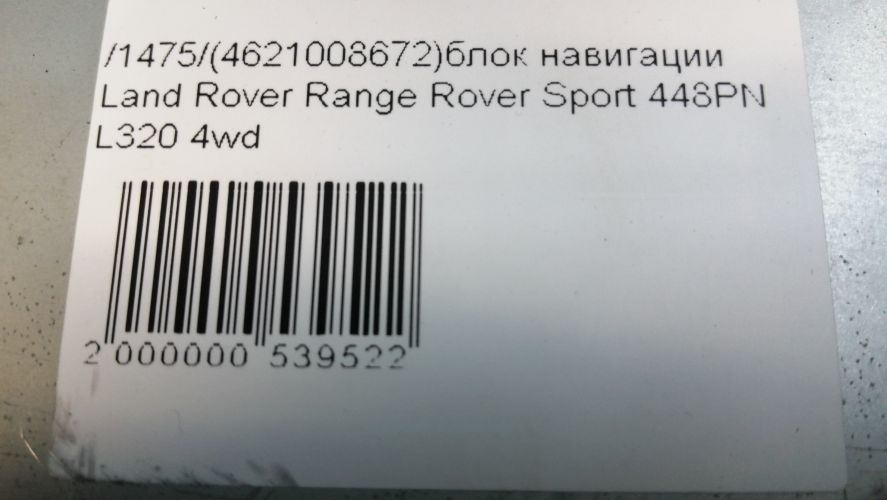 /1475/(4621008672)блок навигации
Land Rover Range Rover Sport 448PN
L320 4wd
2 000000 539522